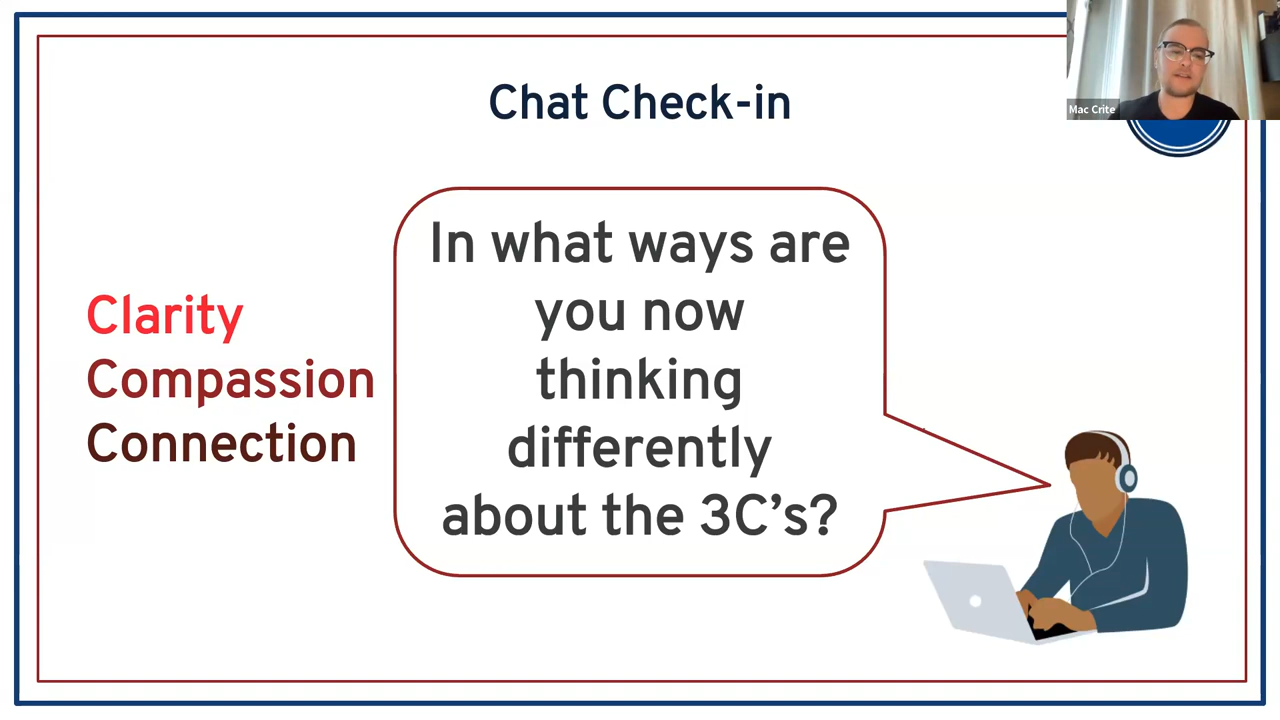 Chat Check-in
Mac Crite
In what ways are
you now
thinking
differently
about the 3C’s?
Clarity
Compassion
Connection